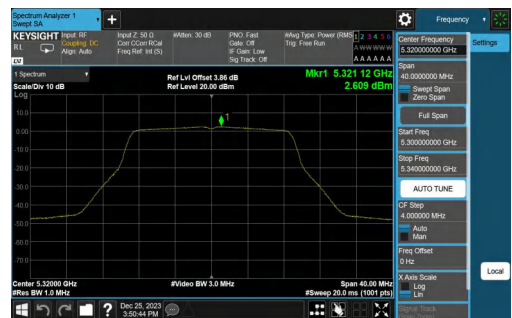 Spectrum Analyzer 1
Swept SA
Frequency
KEYSIGHT
RL
LV
Input: RF
Coupling: DC
Align: Auto
Input Z: 50 Ω
Corr CCorr RCal
Freq Ref: Int (S)
#Atten: 30 dB
PNO: Fast
Gate: Off
IF Gain: Low
Sig Track: Off
#Avg Type: Power (RMS)
Trig: Free Run
1 2 3 4 5 6
A W W W W W
A A A A A A
1 Spectrum
Scale/Div 10 dB
Log
Ref Lvl Offset 3.86 dB
Ref Level 20.00 dBm
Mkr1 5.321 12 GHz
2.609 dBm
1
10.0
0.00
-10.0
-20.0
-30.0
-40.0
-50.0
-60.0
-70.0
Center 5.32000 GHz
#Res BW 1.0 MHz
#Video BW 3.0 MHz
Span 40.00 MHz
#Sweep 20.0 ms (1001 pts)
Center Frequency
5.320000000 GHz
Span
40.0000000 MHz
Swept Span
Zero Span
Full Span
Start Freq
5.300000000 GHz
Stop Freq
5.340000000 GHz
AUTO TUNE
CF Step
4.000000 MHz
Auto
Man
Freq Offset
0 Hz
X Axis Scale
Log
Lin
Signal Track
Settings
Local
?
Dec 25, 2023
3:50:44 PM